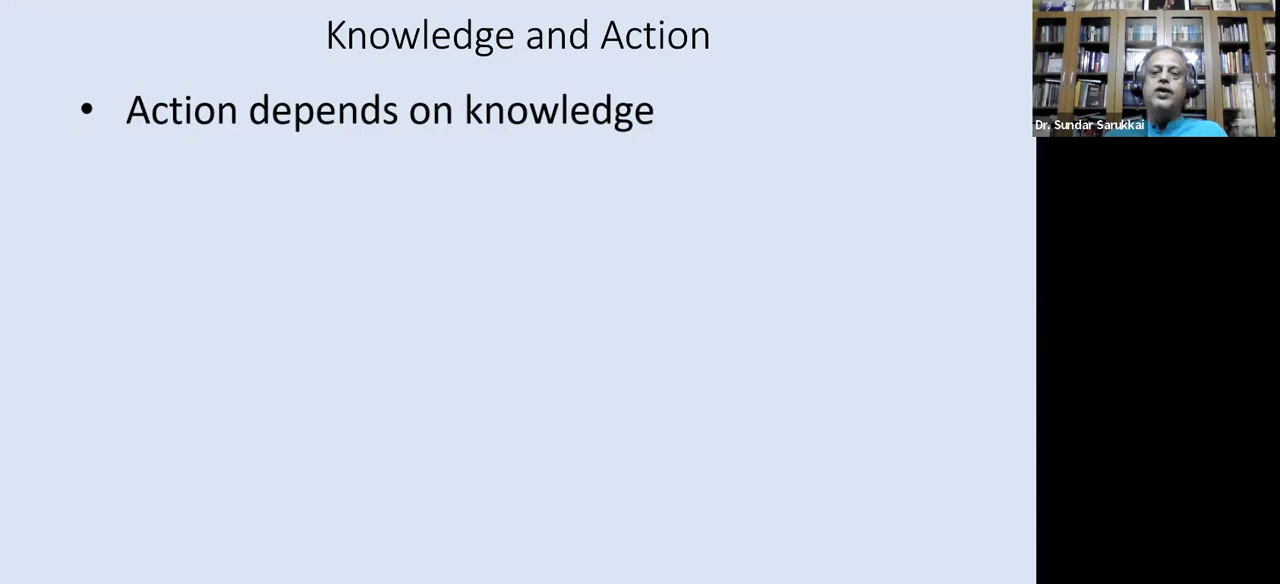 Knowledge and Action
• Action depends on knowledge
Dr. Sundar Sarukkai